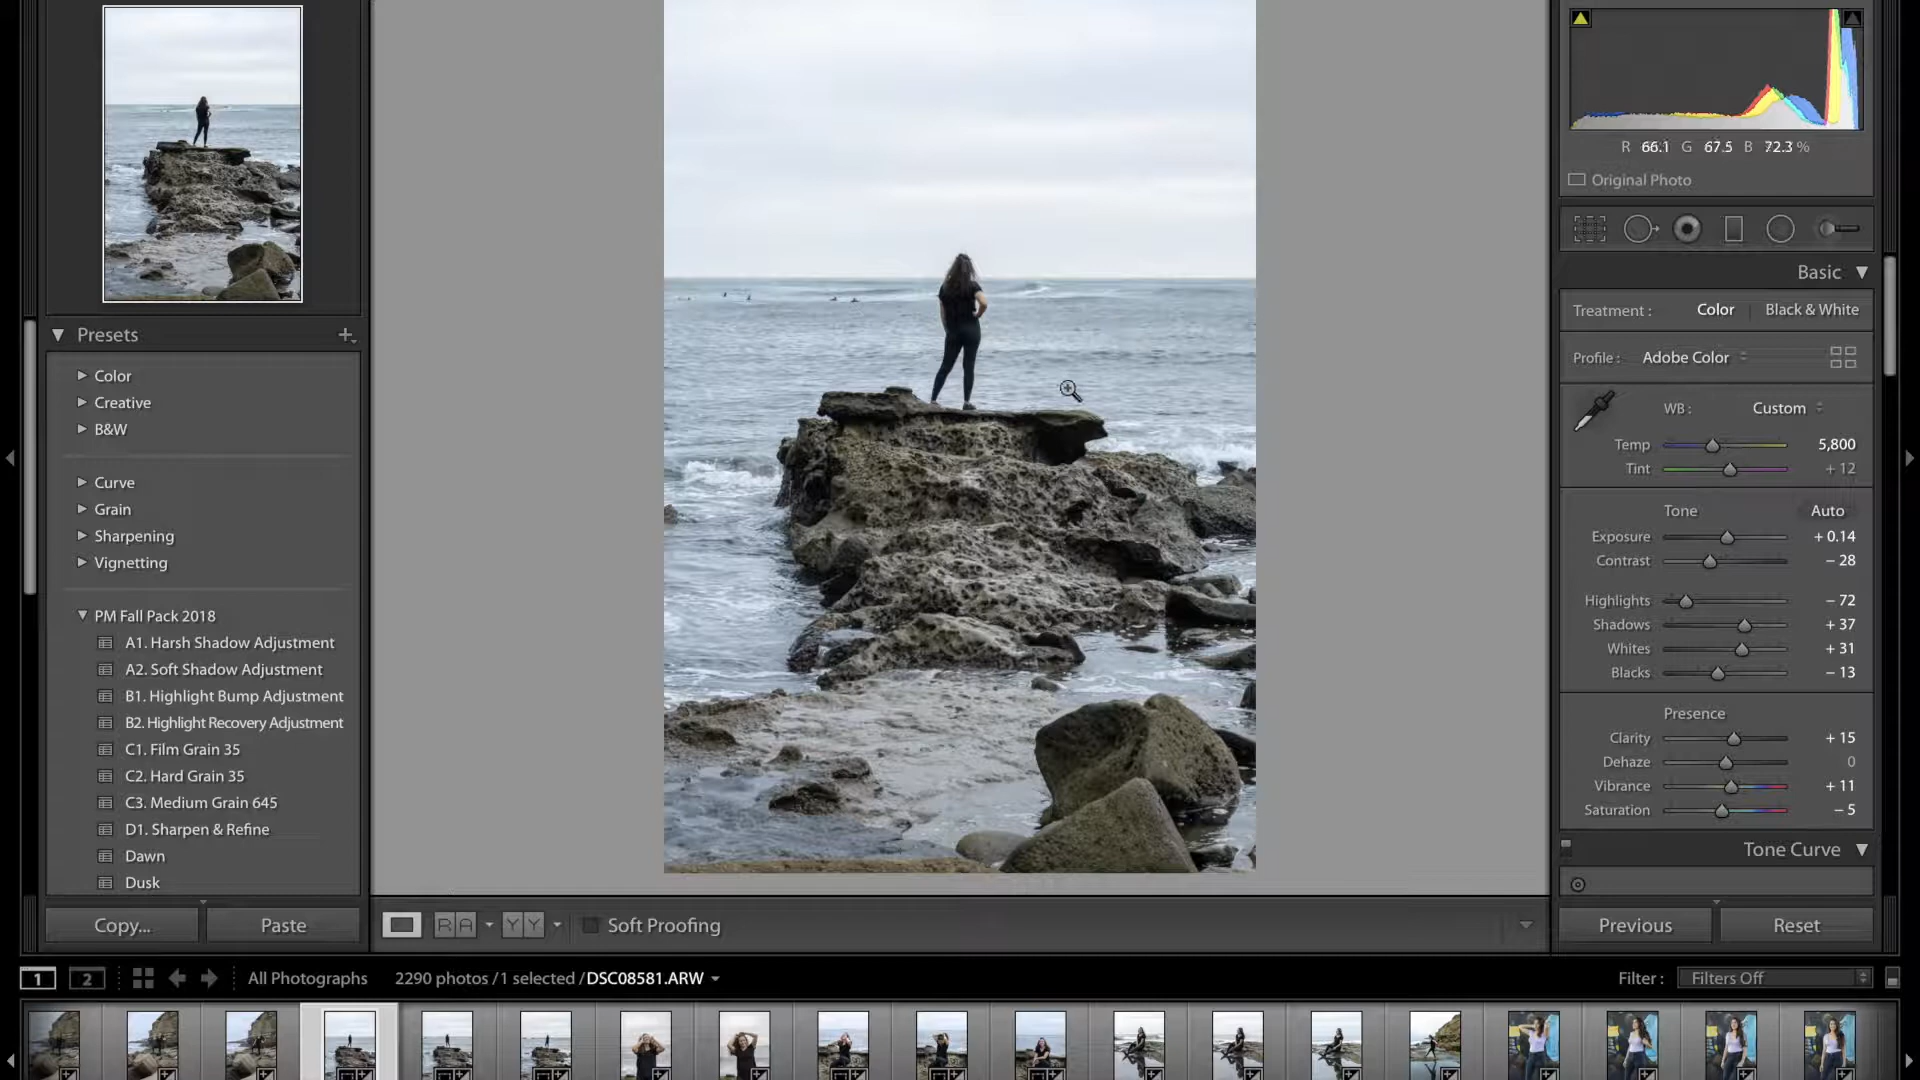 Presets
Color
Creative
B&W
Curve
Grain
Sharpening
Vignetting
PM Fall Pack 2018
A1. Harsh Shadow Adjustment
A2. Soft Shadow Adjustment
B1. Highlight Bump Adjustment
B2. Highlight Recovery Adjustment
C1. Film Grain 35
C2. Hard Grain 35
C3. Medium Grain 645
D1. Sharpen & Refine
Dawn
Dusk
Copy... Paste
R A Y Y Soft Proofing
R 66.1 G 67.5 B 72.3 %
Original Photo
Basic
Treatment : Color Black & White
Profile : Adobe Color
WB : Custom
Temp 5,800
Tint + 12
Tone Auto
Exposure + 0.14
Contrast – 28
Highlights – 72
Shadows + 37
Whites + 31
Blacks – 13
Presence
Clarity + 15
Dehaze 0
Vibrance + 11
Saturation – 5
Tone Curve
Previous Reset
1 2 All Photographs 2290 photos / 1 selected / DSC08581.ARW Filter : Filters Off